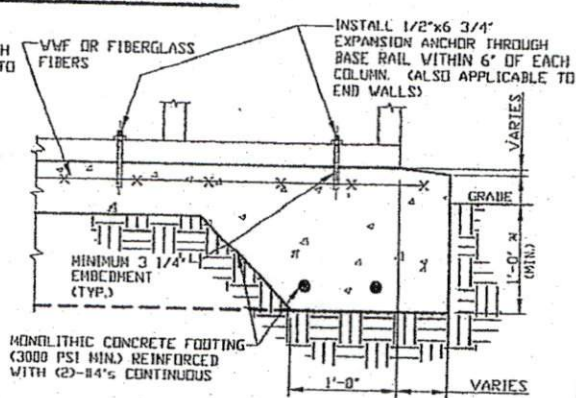 INSTALL 1/2"x6 3/4"
EXPANSION ANCHOR THROUGH
BASE RAIL WITHIN 6" OF EACH
COLUMN. (ALSO APPLICABLE TO
END WALLS)
WWF OR FIBERGLASS
FIBERS
TO
VARIES
GRADE
1'-0"
(MIN.)
MINIMUM 3 1/4"
EMBEDMENT
(TYP.)
MONOLITHIC CONCRETE FOOTING
(3000 PSI MIN.) REINFORCED
WITH (2)-#4's CONTINUOUS
1'-0"
VARIES